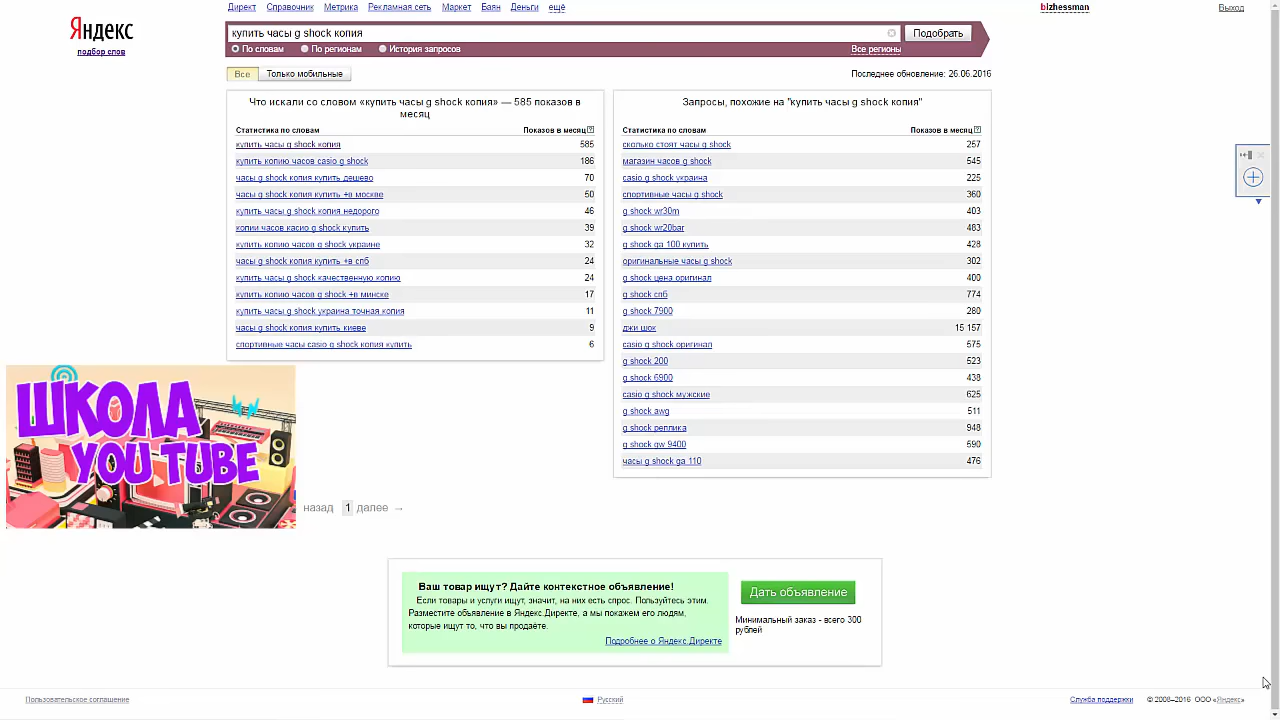 Директ Справочник Метрика Рекламная сеть Маркет Баян Деньги ещё
bizhessman
Выход
Яндекс
подбор слов
купить часы g shock копия
Подобрать
По словам По регионам История запросов
Все регионы
Все Только мобильные
Последнее обновление: 26.06.2016
Что искали со словом «купить часы g shock копия» — 585 показов в
месяц
Статистика по словам Показов в месяц ?
купить часы g shock копия 585
купить копию часов casio g shock 186
часы g shock копия купить дешево 70
часы g shock копия купить +в москве 50
часы g shock копия недорого 46
копии часов касио g shock купить 39
купить копию часов g shock украине 32
часы g shock копия купить +в спб 24
купить часы g shock качественную копию 24
купить копию часов g shock +в минске 17
купить часы g shock украина точная копия 11
часы g shock копия купить киеве 9
спортивные часы casio g shock копия купить 6
Запросы, похожие на "купить часы g shock копия"
Статистика по словам Показов в месяц ?
сколько стоят часы g shock 257
магазин часов g shock 545
casio g shock украина 225
спортивные часы g shock 360
g shock wr30m 403
g shock wr20bar 483
g shock ga 100 купить 428
оригинальные часы g shock 302
g shock цена оригинал 400
g shock спб 774
g shock 7900 280
джи шок 15 157
casio g shock оригинал 575
g shock 200 523
g shock 6900 438
casio g shock мужские 625
g shock awg 511
g shock реплика 948
g shock gw 9400 590
часы g shock ga 110 476
ШКОЛА
YOU TUBE
назад 1 далее →
Ваш товар ищут? Дайте контекстное объявление!
Если товары и услуги ищут, значит, на них есть спрос. Пользуйтесь этим.
Разместите объявление в Яндекс.Директе, а мы покажем его людям,
которые ищут то, что вы продаёте.
Подробнее о Яндекс.Директе
Дать объявление
Минимальный заказ - всего 300
рублей
Пользовательское соглашение
Русский
Служба поддержки
© 2008–2016 ООО «Яндекс»